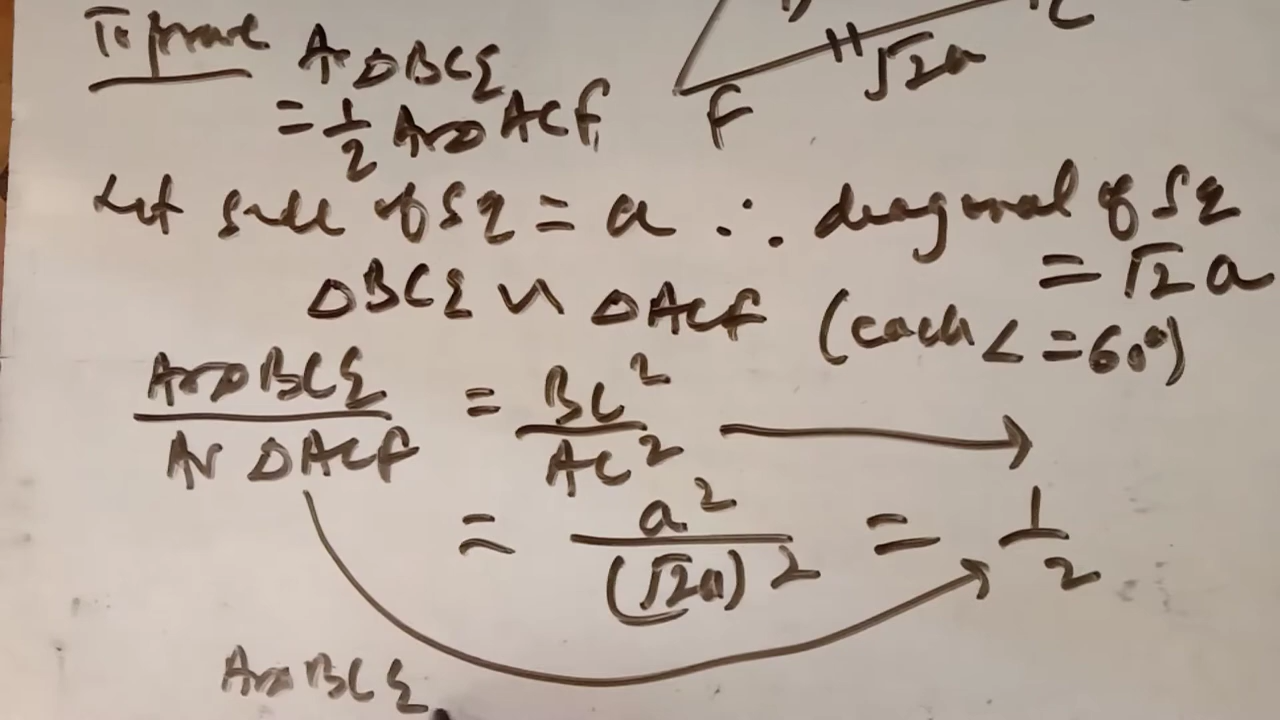 To prove Ar △BCE
= 1/2 Ar△ ACF
F
√2a
C
Let side of sq = a ∴ diagonal of sq
= √2 a
△BCE ∾ △ACF (each ∠ = 60°)
Ar△BCE / Ar △ACF = BC² / AC²
= a² / (√2a)² = 1/2
Ar△BCE